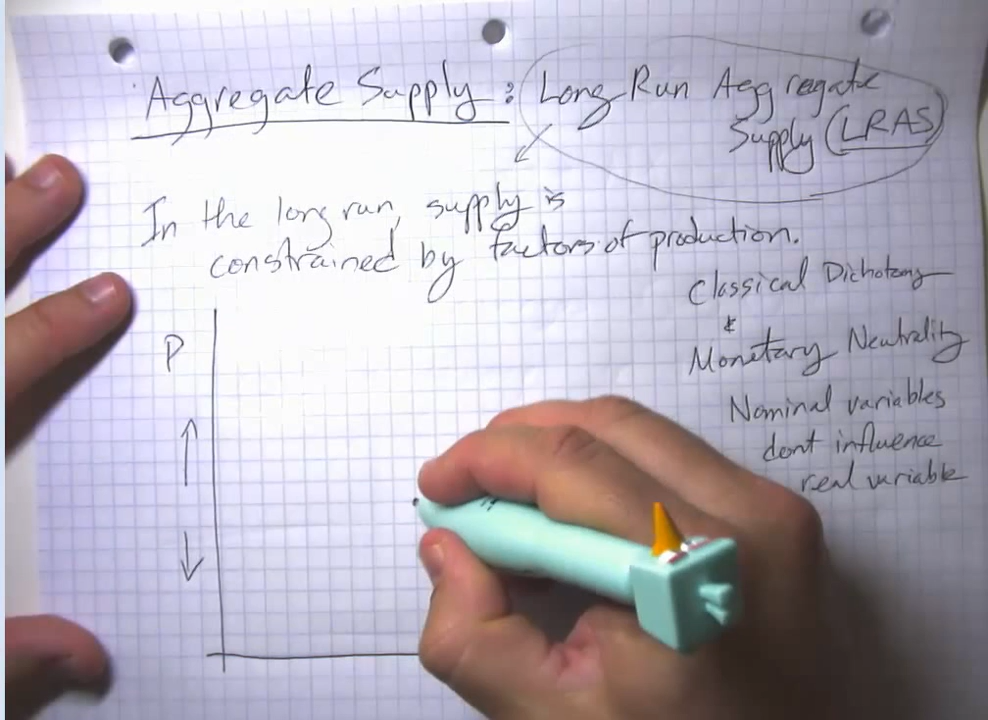 Aggregate Supply: Long Run Aggregate
Supply (LRAS)
In the long run, supply is
constrained by factors of production.
Classical Dichotomy
&
Monetary Neutrality
Nominal variables
dont influence
real variable
P